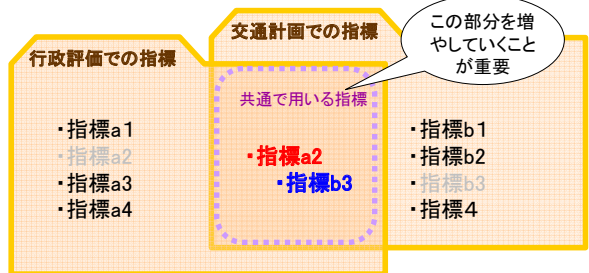 この部分を増
やしていくこと
が重要
交通計画での指標
行政評価での指標
共通で用いる指標
・指標a1
・指標a2
・指標a3
・指標a4
・指標a2
・指標b3
・指標b1
・指標b2
・指標b3
・指標4